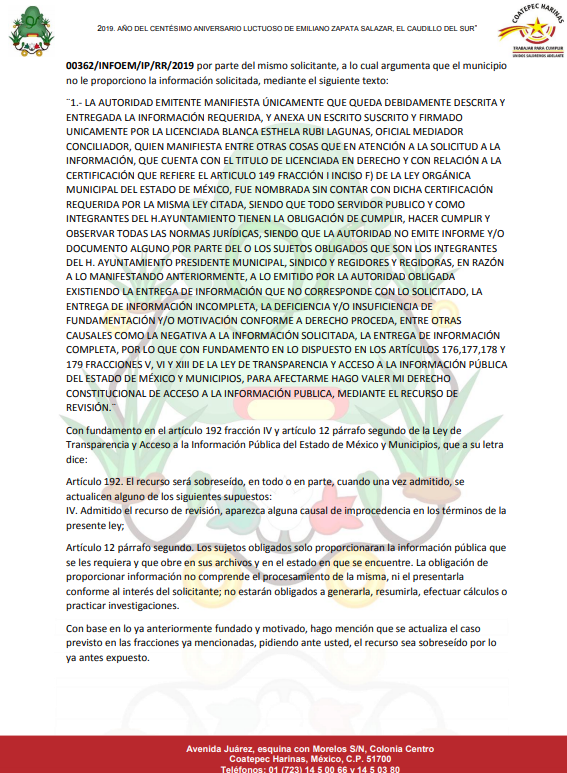 2019. AÑO DEL CENTÉSIMO ANIVERSARIO LUCTUOSO DE EMILIANO ZAPATA SALAZAR, EL CAUDILLO DEL SUR"
COATEPEC HARINAS
TRABAJAR PARA CUMPLIR
UNIDOS SALDREMOS ADELANTE
00362/INFOEM/IP/RR/2019 por parte del mismo solicitante, a lo cual argumenta que el municipio
no le proporciono la información solicitada, mediante el siguiente texto:
¨1.- LA AUTORIDAD EMITENTE MANIFIESTA ÚNICAMENTE QUE QUEDA DEBIDAMENTE DESCRITA Y
ENTREGADA LA INFORMACIÓN REQUERIDA, Y ANEXA UN ESCRITO SUSCRITO Y FIRMADO
UNICAMENTE POR LA LICENCIADA BLANCA ESTHELA RUBI LAGUNAS, OFICIAL MEDIADOR
CONCILIADOR, QUIEN MANIFIESTA ENTRE OTRAS COSAS QUE EN ATENCIÓN A LA SOLICITUD A LA
INFORMACIÓN, QUE CUENTA CON EL TITULO DE LICENCIADA EN DERECHO Y CON RELACIÓN A LA
CERTIFICACIÓN QUE REFIERE EL ARTICULO 149 FRACCIÓN I INCISO F) DE LA LEY ORGÁNICA
MUNICIPAL DEL ESTADO DE MÉXICO, FUE NOMBRADA SIN CONTAR CON DICHA CERTIFICACIÓN
REQUERIDA POR LA MISMA LEY CITADA, SIENDO QUE TODO SERVIDOR PUBLICO Y COMO
INTEGRANTES DEL H.AYUNTAMIENTO TIENEN LA OBLIGACIÓN DE CUMPLIR, HACER CUMPLIR Y
OBSERVAR TODAS LAS NORMAS JURÍDICAS, SIENDO QUE LA AUTORIDAD NO EMITE INFORME Y/O
DOCUMENTO ALGUNO POR PARTE DEL O LOS SUJETOS OBLIGADOS QUE SON LOS INTEGRANTES
DEL H. AYUNTAMIENTO PRESIDENTE MUNICIPAL, SINDICO Y REGIDORES Y REGIDORAS, EN RAZÓN
A LO MANIFESTANDO ANTERIORMENTE, A LO EMITIDO POR LA AUTORIDAD OBLIGADA
EXISTIENDO LA ENTREGA DE INFORMACIÓN QUE NO CORRESPONDE CON LO SOLICITADO, LA
ENTREGA DE INFORMACIÓN INCOMPLETA, LA DEFICIENCIA Y/O INSUFICIENCIA DE
FUNDAMENTACIÓN Y/O MOTIVACIÓN CONFORME A DERECHO PROCEDA, ENTRE OTRAS
CAUSALES COMO LA NEGATIVA A LA INFORMACIÓN SOLICITADA, LA ENTREGA DE INFORMACIÓN
COMPLETA, POR LO QUE CON FUNDAMENTO EN LO DISPUESTO EN LOS ARTÍCULOS 176,177,178 Y
179 FRACCIONES V, VI Y XIII DE LA LEY DE TRANSPARENCIA Y ACCESO A LA INFORMACIÓN PÚBLICA
DEL ESTADO DE MÉXICO Y MUNICIPIOS, PARA AFECTARME HAGO VALER MI DERECHO
CONSTITUCIONAL DE ACCESO A LA INFORMACIÓN PUBLICA, MEDIANTE EL RECURSO DE
REVISIÓN.¨
Con fundamento en el artículo 192 fracción IV y artículo 12 párrafo segundo de la Ley de
Transparencia y Acceso a la Información Pública del Estado de México y Municipios, que a su letra
dice:
Artículo 192. El recurso será sobreseído, en todo o en parte, cuando una vez admitido, se
actualicen alguno de los siguientes supuestos:
IV. Admitido el recurso de revisión, aparezca alguna causal de improcedencia en los términos de la
presente ley;
Artículo 12 párrafo segundo. Los sujetos obligados solo proporcionaran la información pública que
se les requiera y que obre en sus archivos y en el estado en que se encuentre. La obligación de
proporcionar información no comprende el procesamiento de la misma, ni el presentarla
conforme al interés del solicitante; no estarán obligados a generarla, resumirla, efectuar cálculos o
practicar investigaciones.
Con base en lo ya anteriormente fundado y motivado, hago mención que se actualiza el caso
previsto en las fracciones ya mencionadas, pidiendo ante usted, el recurso sea sobreseído por lo
ya antes expuesto.
Avenida Juárez, esquina con Morelos S/N, Colonia Centro
Coatepec Harinas, México, C.P. 51700
Teléfonos: 01 (723) 14 5 00 66 y 14 5 03 80